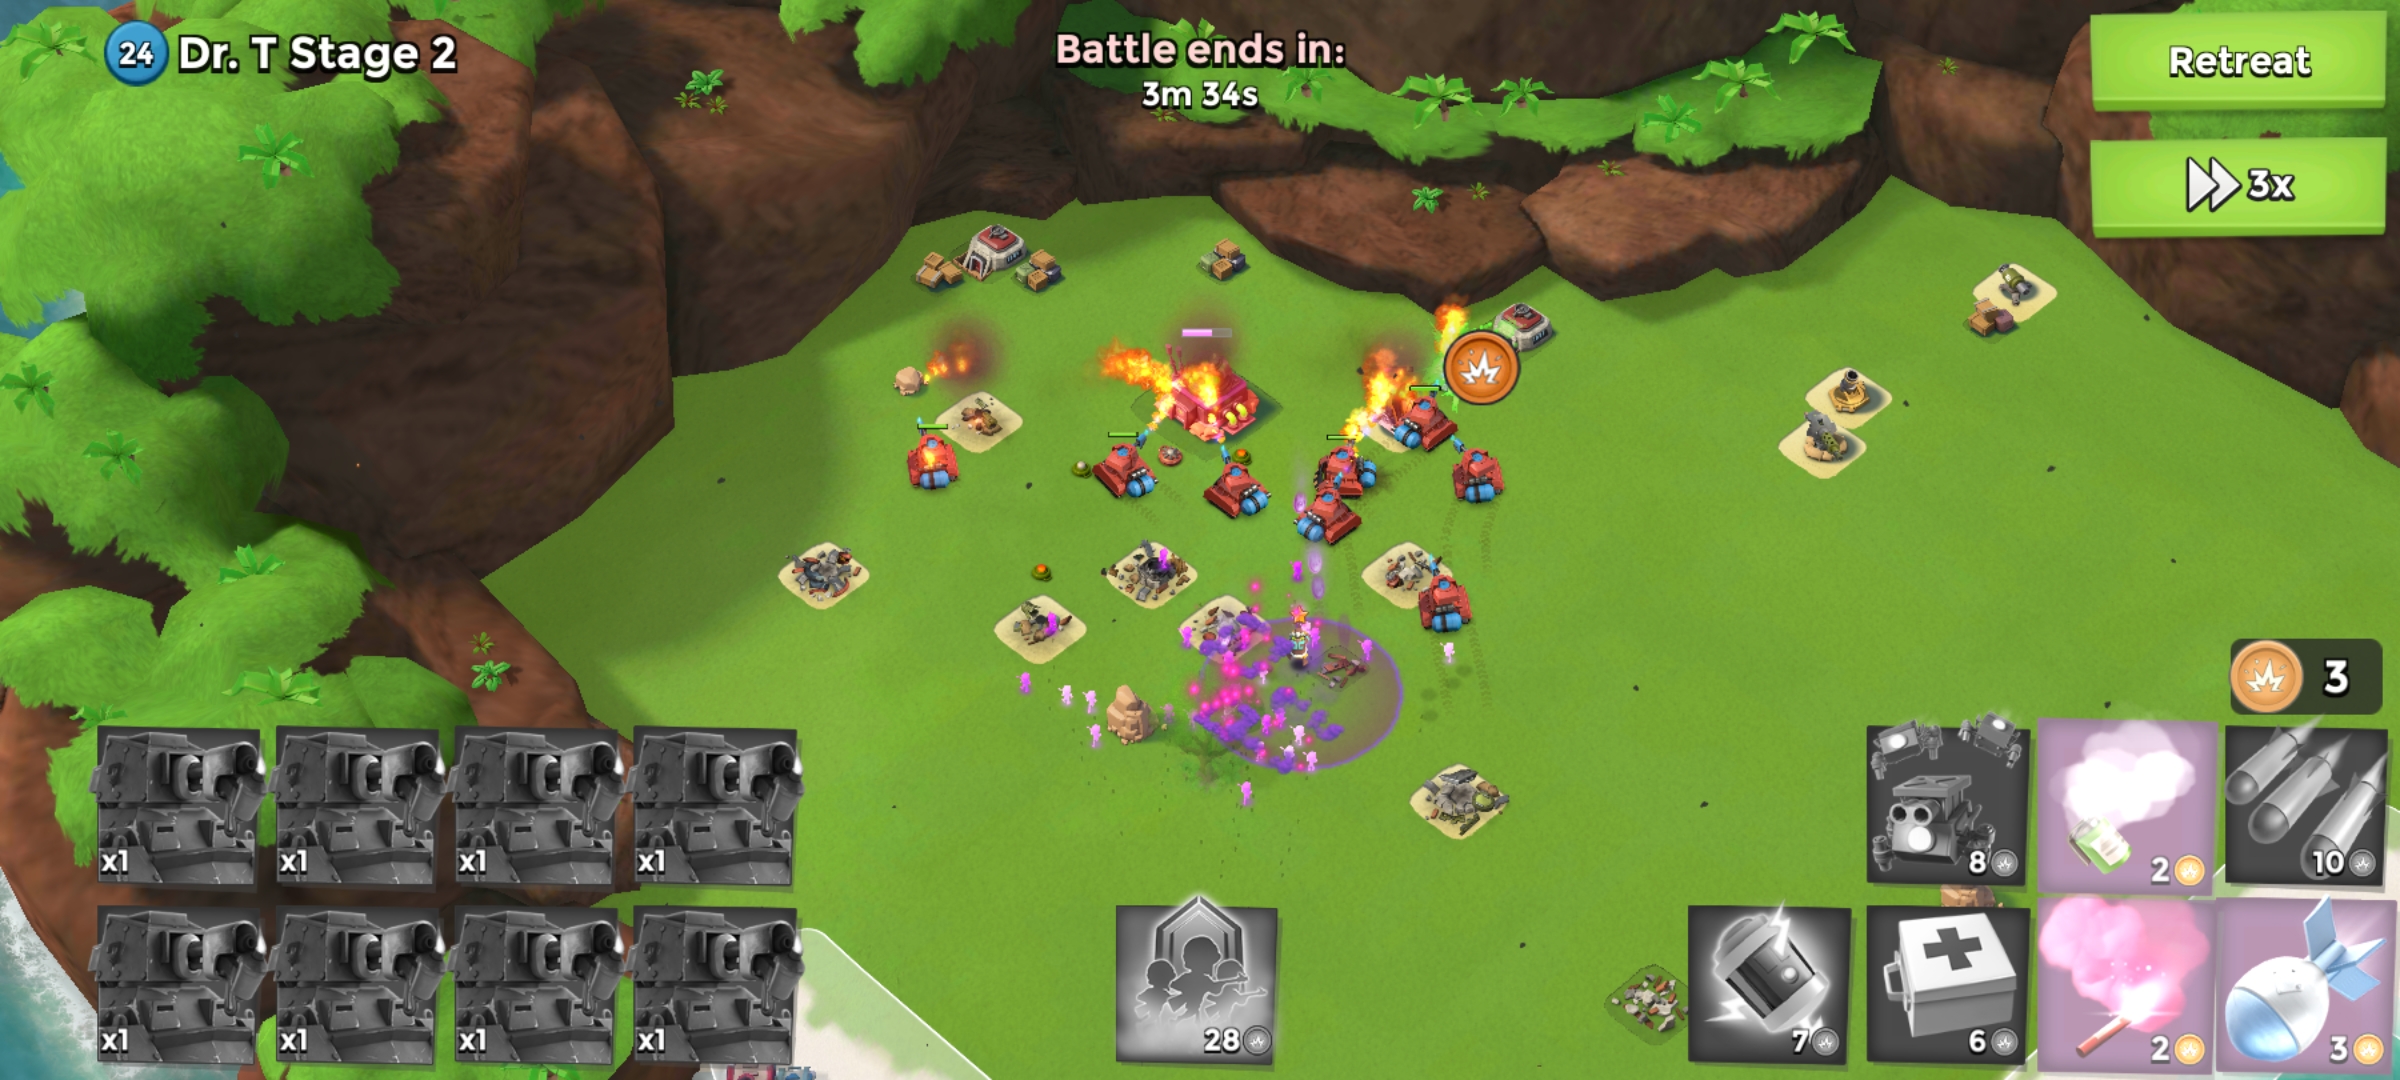 24 Dr. T Stage 2
Battle ends in:
3m 34s
Retreat
3x
3
8
2
10
x1
x1
x1
x1
28
7
6
2
3
x1
x1
x1
x1